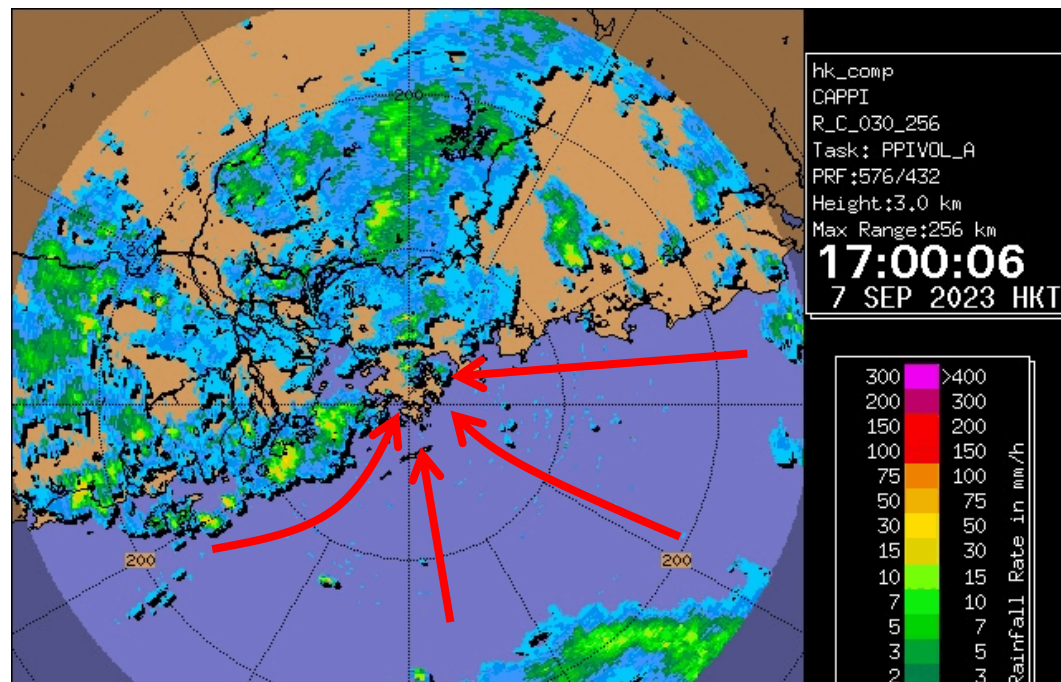 hk_comp
CAPPI
R_C_030_256
Task: PPIVOL_A
PRF:576/432
Height:3.0 km
Max Range:256 km
17:00:06
7 SEP 2023 HKT
200
200
200
300 >400
200 300
150 200
100 150
75 100
50 75
30 50
15 30
10 15
7 10
5 7
3 5
2 3
Rainfall Rate in mm/h